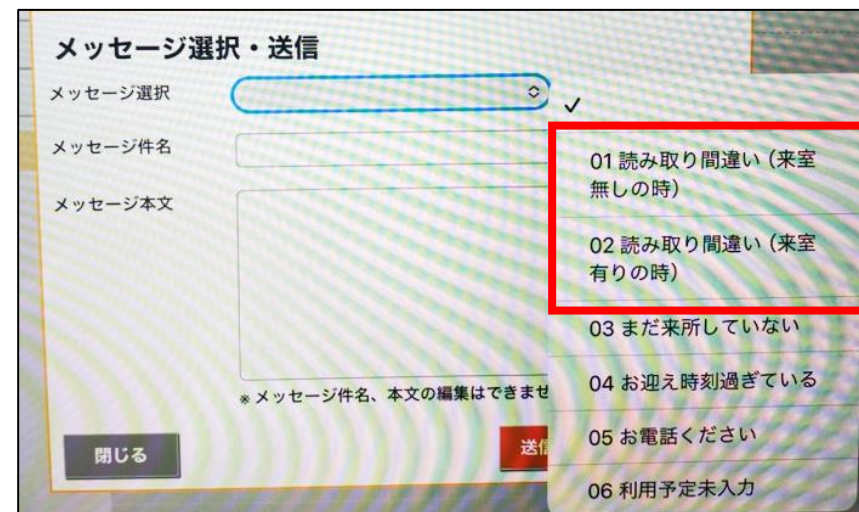 メッセージ選択・送信
メッセージ選択
メッセージ件名
メッセージ本文
※メッセージ件名、本文の編集はできませ
閉じる
送信
✓
01 読み取り間違い（来室
無しの時）
02 読み取り間違い（来室
有りの時）
03 まだ来所していない
04 お迎え時刻過ぎている
05 お電話ください
06 利用予定未入力